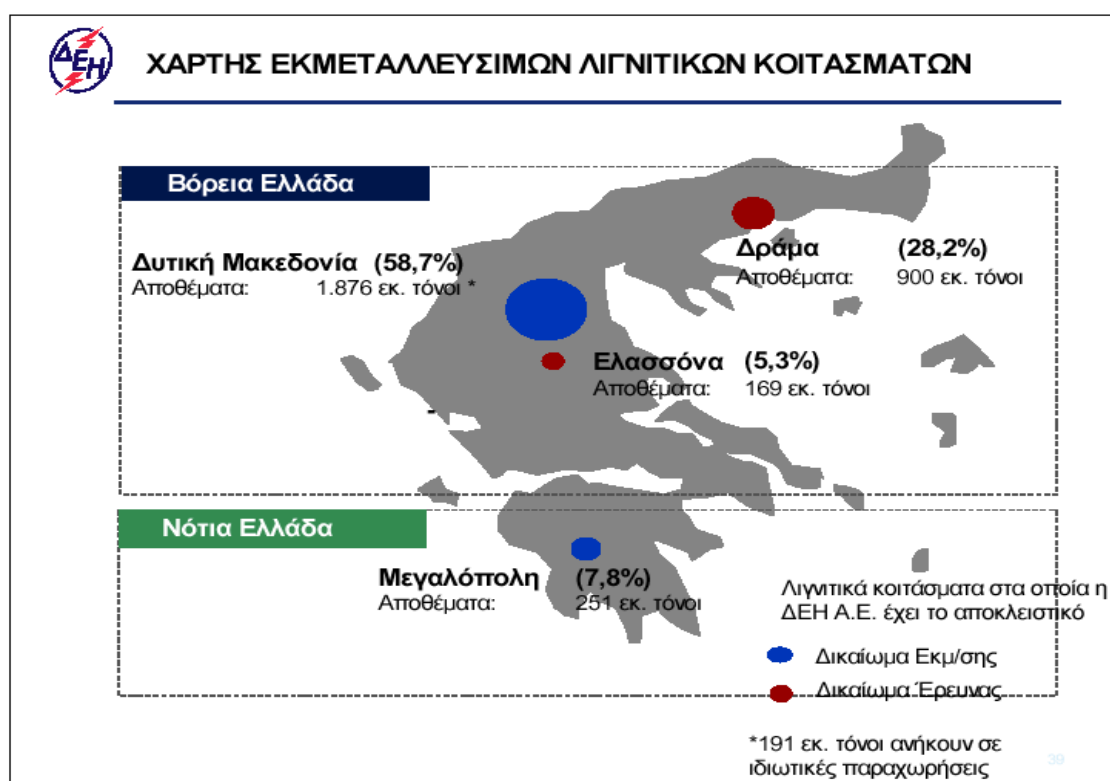 ΔΕΗ
ΧΑΡΤΗΣ ΕΚΜΕΤΑΛΛΕΥΣΙΜΩΝ ΛΙΓΝΙΤΙΚΩΝ ΚΟΙΤΑΣΜΑΤΩΝ
Βόρεια Ελλάδα
Δυτική Μακεδονία (58,7%)
Αποθέματα: 1.876 εκ. τόνοι *
Δράμα (28,2%)
Αποθέματα: 900 εκ. τόνοι
Ελασσόνα (5,3%)
Αποθέματα: 169 εκ. τόνοι
Νότια Ελλάδα
Μεγαλόπολη (7,8%)
Αποθέματα: 251 εκ. τόνοι
Λιγνιτικά κοιτάσματα στα οποία η
ΔΕΗ Α.Ε. έχει το αποκλειστικό
Δικαίωμα Εκμ/σης
Δικαίωμα Έρευνας
*191 εκ. τόνοι ανήκουν σε
ιδιωτικές παραχωρήσεις
39